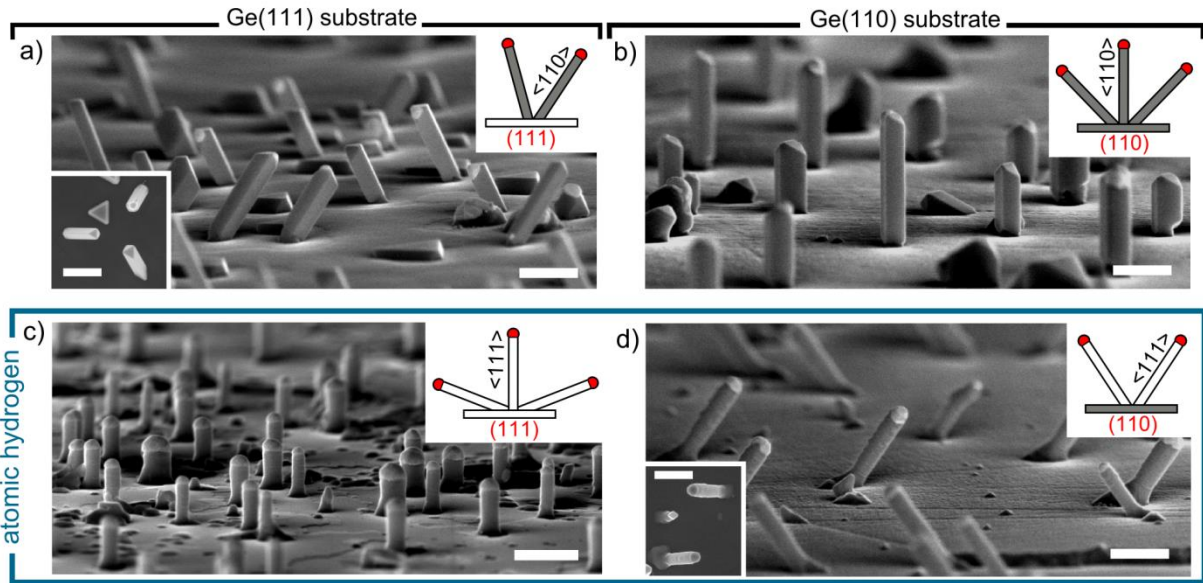 Ge(111) substrate
Ge(110) substrate
a)
<110>
(111)
b)
<110>
(110)
atomic hydrogen
c)
<111>
(111)
d)
<111>
(110)